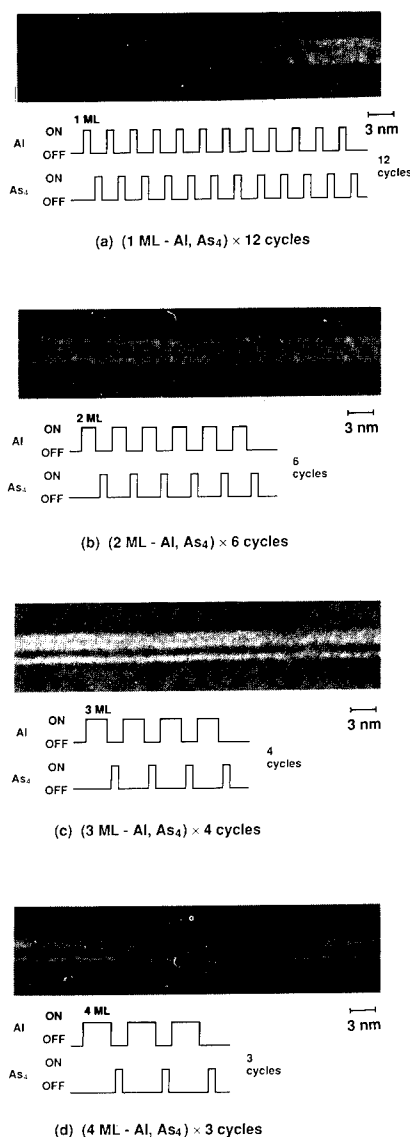 3 nm
1 ML
Al ON
OFF
As₄ ON
OFF
12
cycles
(a) (1 ML - Al, As₄) × 12 cycles
3 nm
2 ML
Al ON
OFF
As₄ ON
OFF
6
cycles
(b) (2 ML - Al, As₄) × 6 cycles
3 nm
3 ML
Al ON
OFF
As₄ ON
OFF
4
cycles
(c) (3 ML - Al, As₄) × 4 cycles
3 nm
4 ML
Al ON
OFF
As₄ ON
OFF
3
cycles
(d) (4 ML - Al, As₄) × 3 cycles